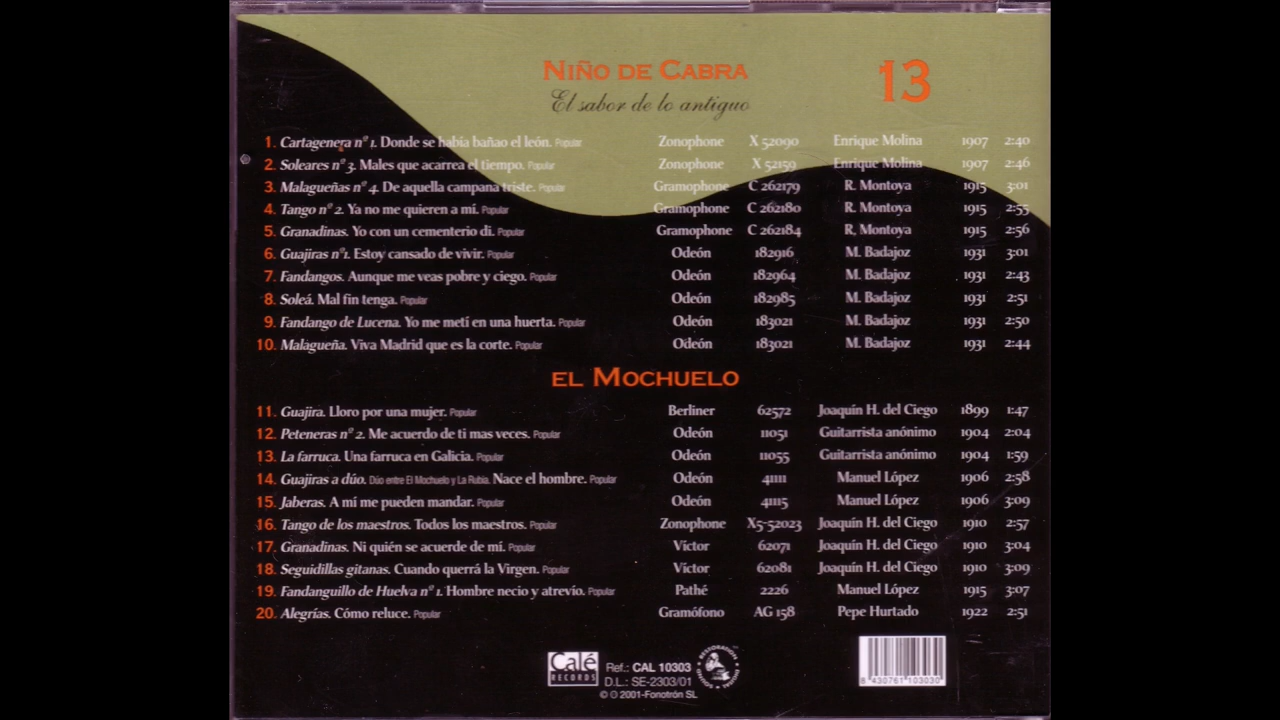 NIÑO DE CABRA 13
El sabor de lo antiguo
1. Cartagenera nº 1. Donde se había bañao el león. Popular Zonophone X 52090 Enrique Molina 1907 2:40
2. Soleares nº 3. Males que acarrea el tiempo. Popular Zonophone X 52159 Enrique Molina 1907 2:46
3. Malagueñas nº 4. De aquella campana triste. Popular Gramophone C 262179 R. Montoya 1915 3:01
4. Tango nº 2. Ya no me quieren a mí. Popular Gramophone C 262180 R. Montoya 1915 2:55
5. Granadinas. Yo con un cementerio di. Popular Gramophone C 262184 R, Montoya 1915 2:56
6. Guajiras nº1. Estoy cansado de vivir. Popular Odeón 182916 M. Badajoz 1931 3:01
7. Fandangos. Aunque me veas pobre y ciego. Popular Odeón 182964 M. Badajoz 1931 2:43
8. Soleá. Mal fin tenga. Popular Odeón 182985 M. Badajoz 1931 2:51
9. Fandango de Lucena. Yo me metí en una huerta. Popular Odeón 183021 M. Badajoz 1931 2:50
10. Malagueña. Viva Madrid que es la corte. Popular Odeón 183021 M. Badajoz 1931 2:44
EL MOCHUELO
11. Guajira. Lloro por una mujer. Popular Berliner 62572 Joaquín H. del Ciego 1899 1:47
12. Peteneras nº 2. Me acuerdo de ti mas veces. Popular Odeón 11051 Guitarrista anónimo 1904 2:04
13. La farruca. Una farruca en Galicia. Popular Odeón 11055 Guitarrista anónimo 1904 1:59
14. Guajiras a dúo. Dúo entre El Mochuelo y La Rubia. Nace el hombre. Popular Odeón 41111 Manuel López 1906 2:58
15. Jaberas. A mí me pueden mandar. Popular Odeón 41115 Manuel López 1906 3:09
16. Tango de los maestros. Todos los maestros. Popular Zonophone X5-52023 Joaquín H. del Ciego 1910 2:57
17. Granadinas. Ni quién se acuerde de mí. Popular Víctor 62071 Joaquín H. del Ciego 1910 3:04
18. Seguidillas gitanas. Cuando querrá la Virgen. Popular Víctor 62081 Joaquín H. del Ciego 1910 3:09
19. Fandanguillo de Huelva nº 1. Hombre necio y atrevío. Popular Pathé 2226 Manuel López 1915 3:07
20. Alegrías. Cómo reluce. Popular Gramófono AG 158 Pepe Hurtado 1922 2:51
Calé
RECORDS
Ref.: CAL 10303
D.L.: SE-2303/01
© ℗ 2001-Fonotrón SL
8 430761 103030